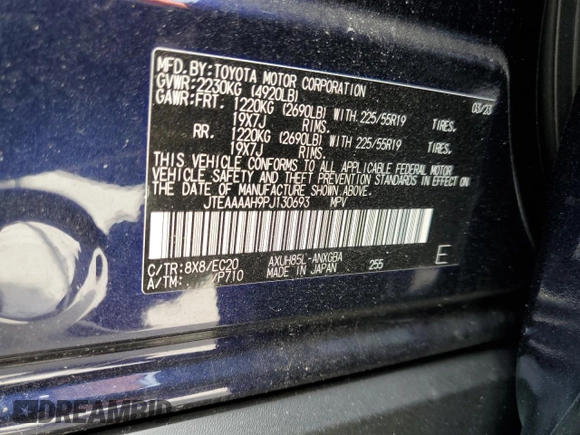 MFD.BY:TOYOTA MOTOR CORPORATION
GVWR:2230KG (4920LB) 03/23
GAWR:FRT. 1220KG (2690LB) WITH 225/55R19 TIRES.
19X7J RIMS.
RR. 1220KG (2690LB) WITH 225/55R19 TIRES.
19X7J RIMS.
THIS VEHICLE CONFORMS TO ALL APPLICABLE FEDERAL MOTOR
VEHICLE SAFETY AND THEFT PREVENTION STANDARDS IN EFFECT
ON THE DATE OF MANUFACTURE SHOWN ABOVE.
JTEAAAAH9PJ130693 MPV
C/TR:8X8/EC20 AXUH85L-ANXGBA E
A/TM: /P710 MADE IN JAPAN 255
DREAMBID